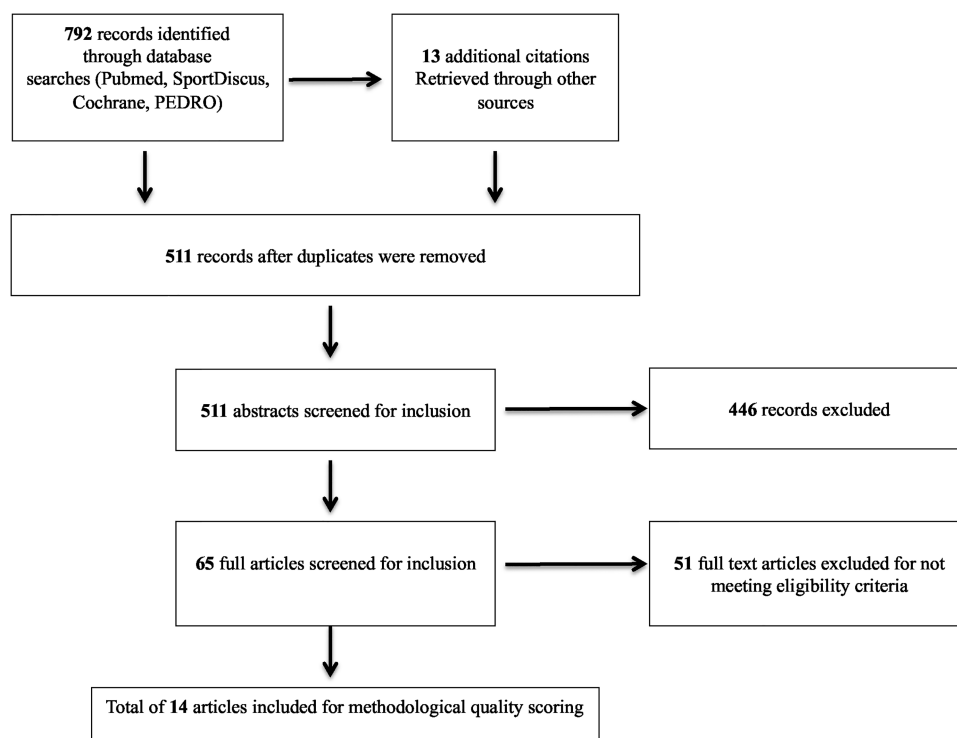 792 records identified
through database
searches (Pubmed, SportDiscus,
Cochrane, PEDRO)
13 additional citations
Retrieved through other
sources
511 records after duplicates were removed
511 abstracts screened for inclusion
446 records excluded
65 full articles screened for inclusion
51 full text articles excluded for not
meeting eligibility criteria
Total of 14 articles included for methodological quality scoring